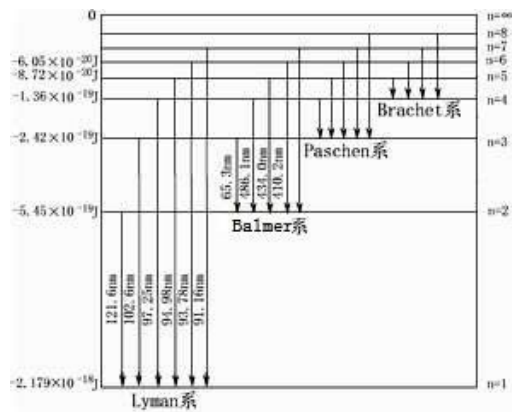 0
n=∞
n=8
n=7
-6.05×10⁻²⁰J
n=6
-8.72×10⁻²⁰J
n=5
-1.36×10⁻¹⁹J
n=4
Brachet系
-2.42×10⁻¹⁹J
n=3
Paschen系
65.3nm
486.1nm
434.0nm
410.2nm
-5.45×10⁻¹⁹J
n=2
Balmer系
121.6nm
102.6nm
97.25nm
94.98nm
93.78nm
91.16nm
-2.179×10⁻¹⁸J
n=1
Lyman系